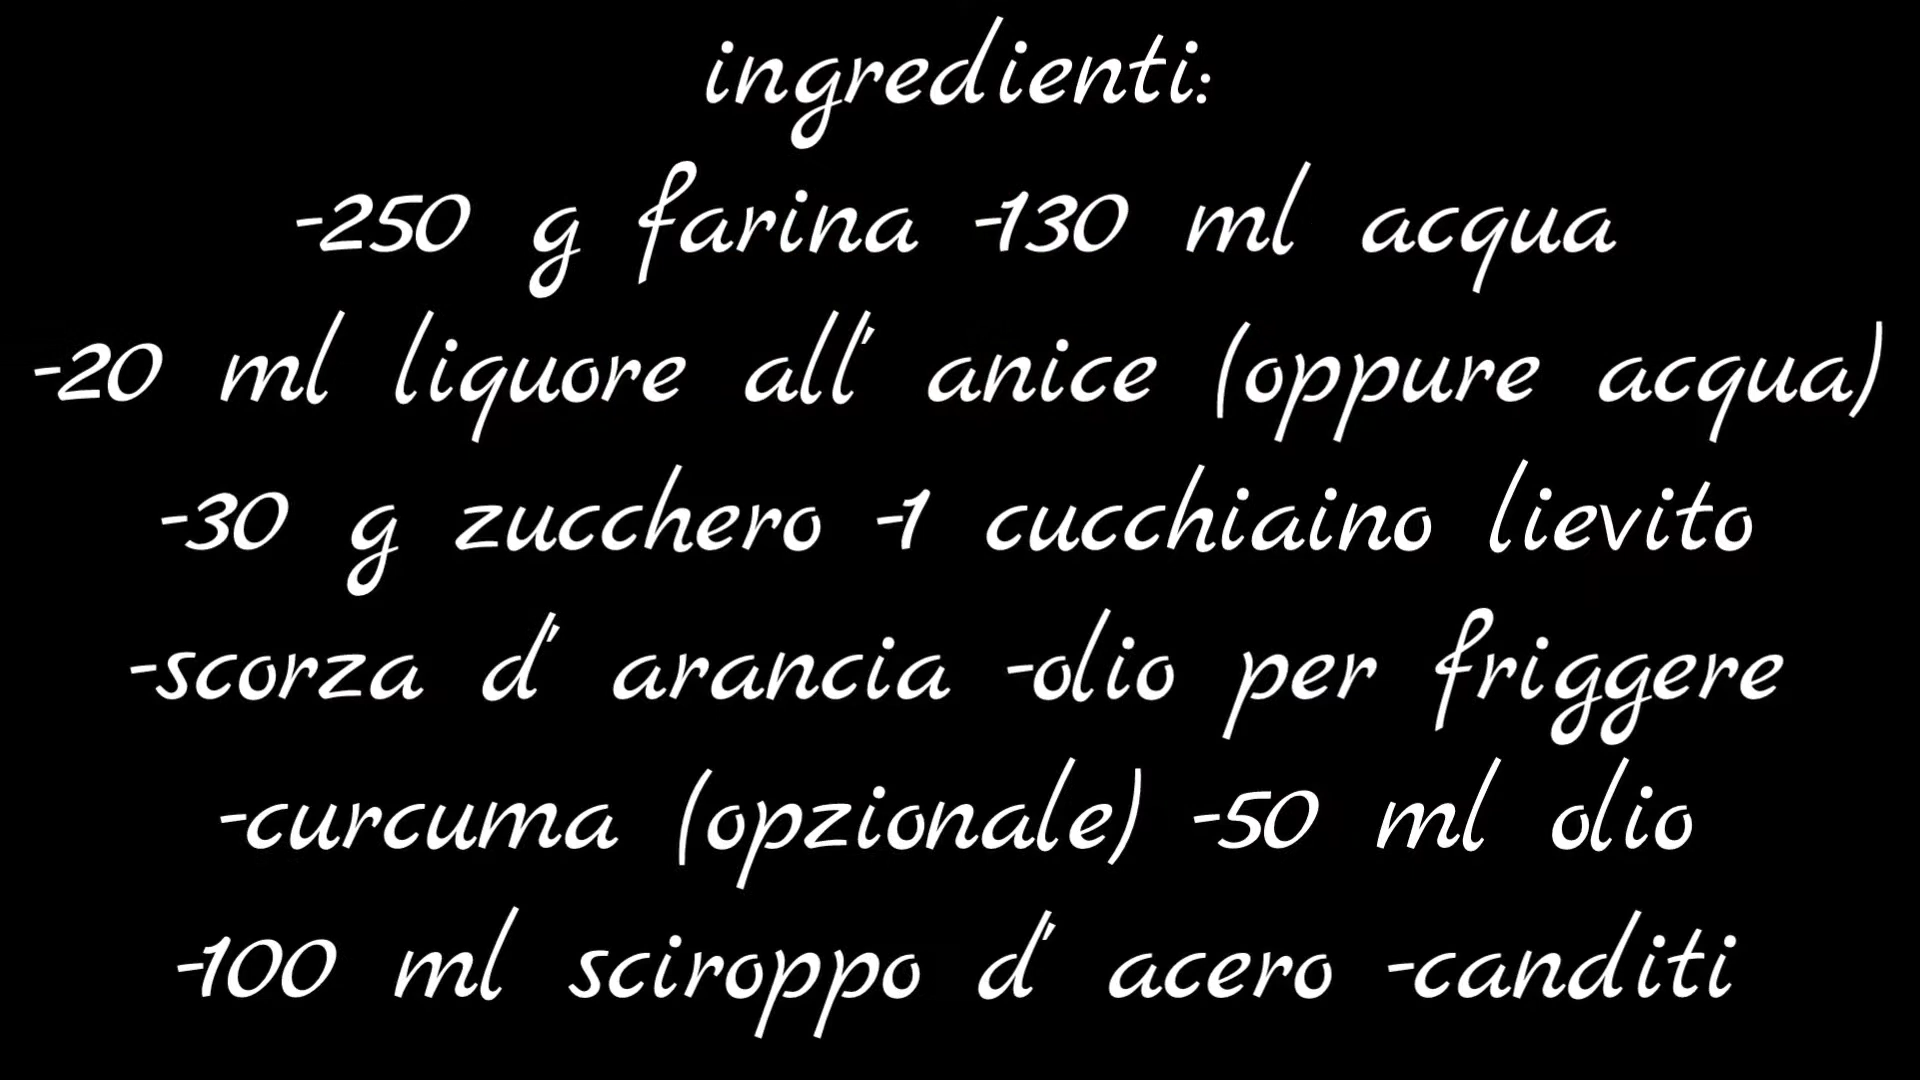 ingredienti:
-250 g farina -130 ml acqua
-20 ml liquore all' anice (oppure acqua)
-30 g zucchero -1 cucchiaino lievito
-scorza d' arancia -olio per friggere
-curcuma (opzionale) -50 ml olio
-100 ml sciroppo d' acero -canditi